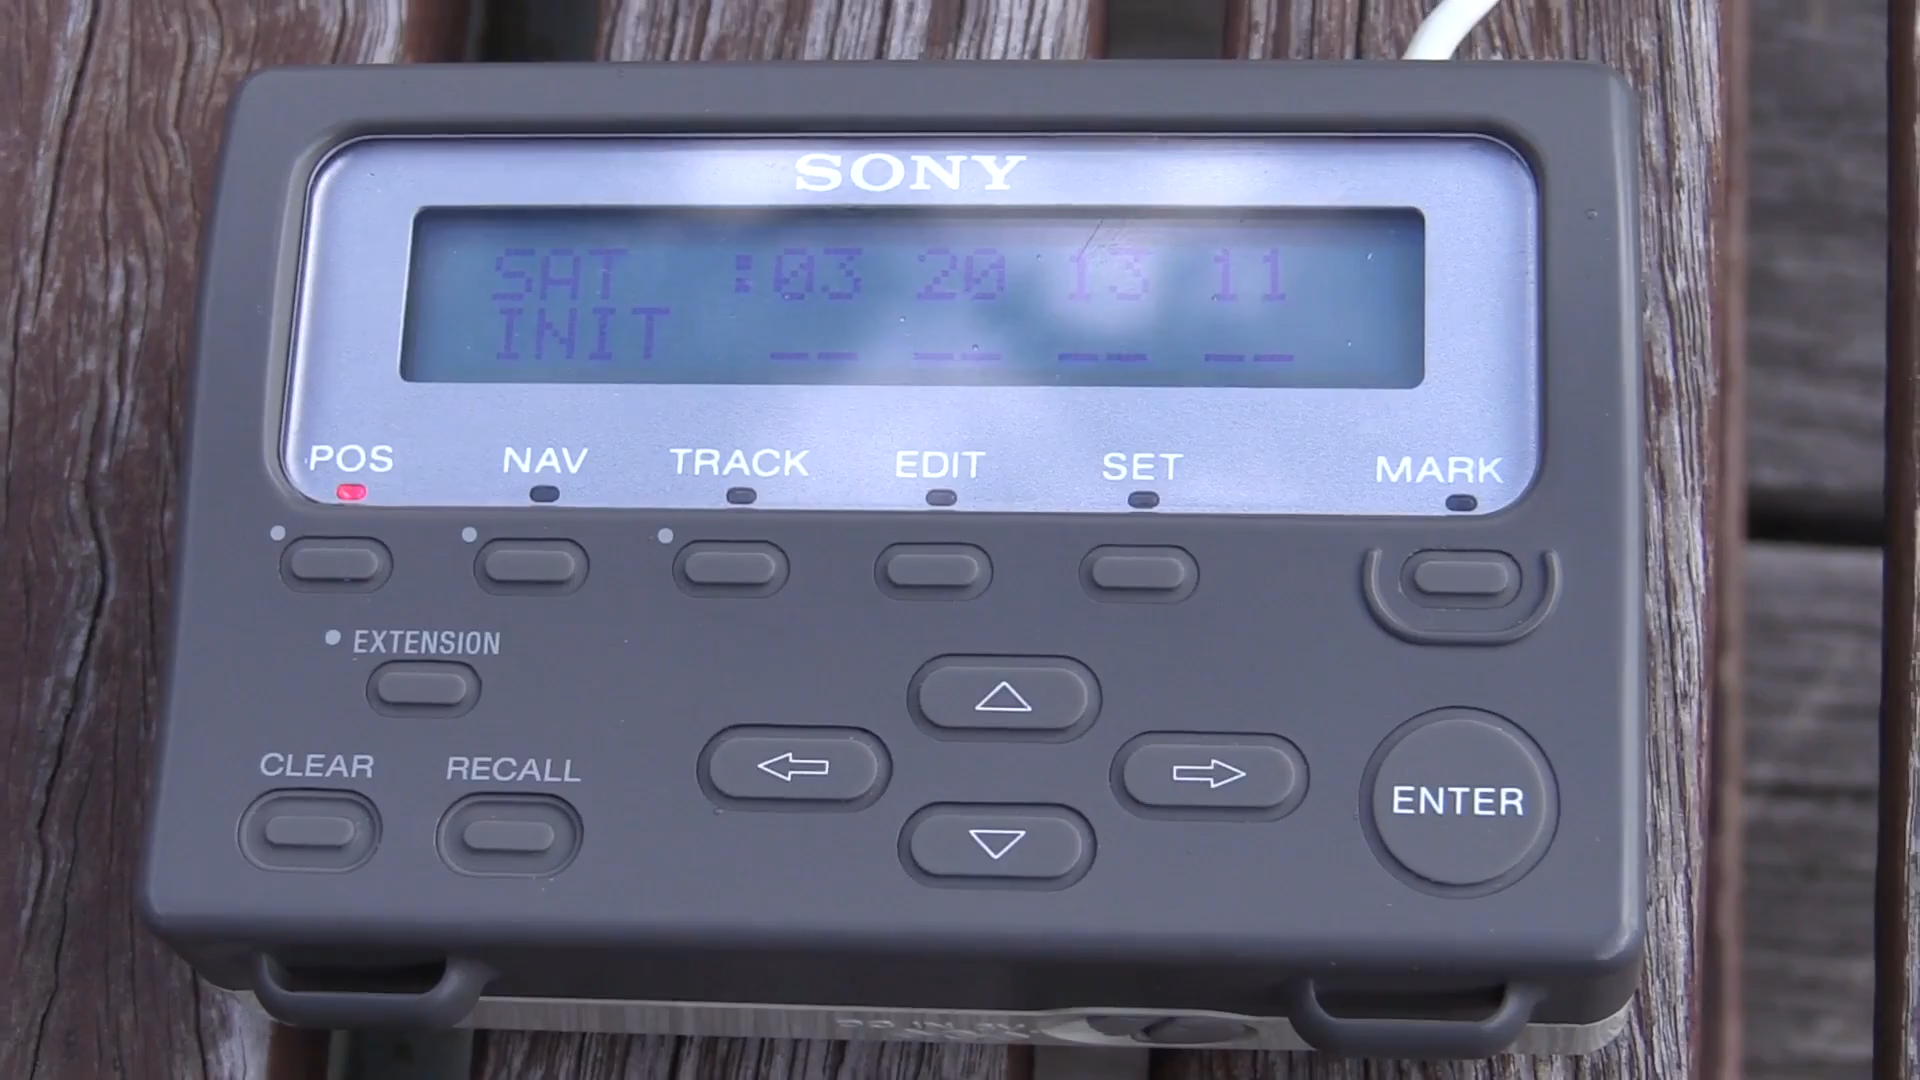 SONY
SAT :03 20 13 11
INIT __ __ __ __
POS NAV TRACK EDIT SET MARK
EXTENSION
CLEAR RECALL
ENTER